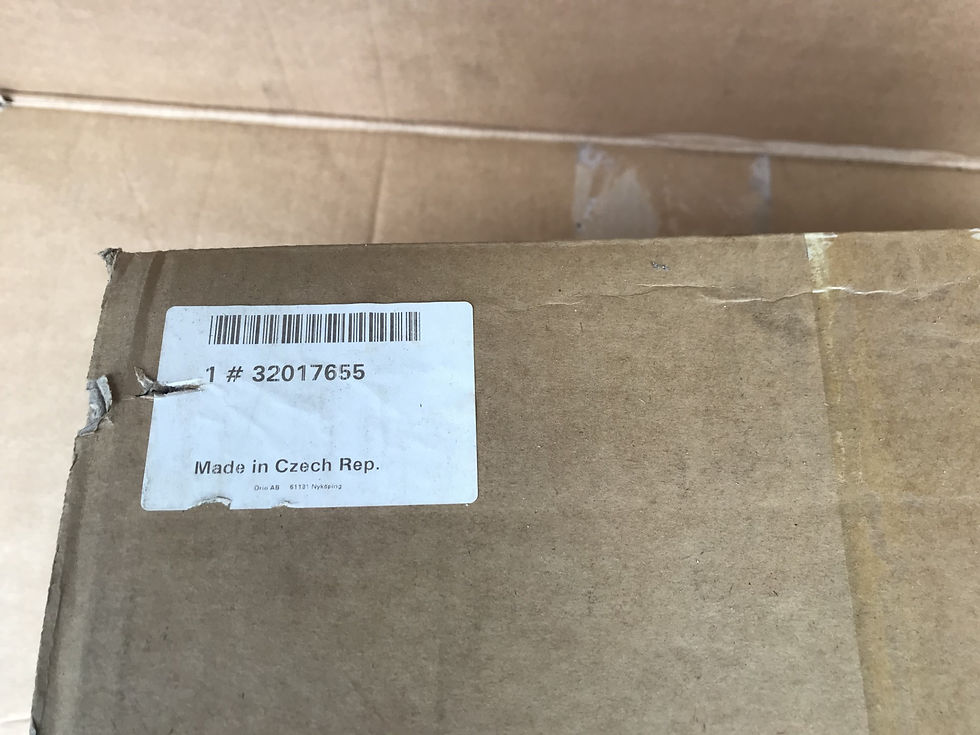 1 # 32017655
Made in Czech Rep.
Orio AB 61181 Nyköping